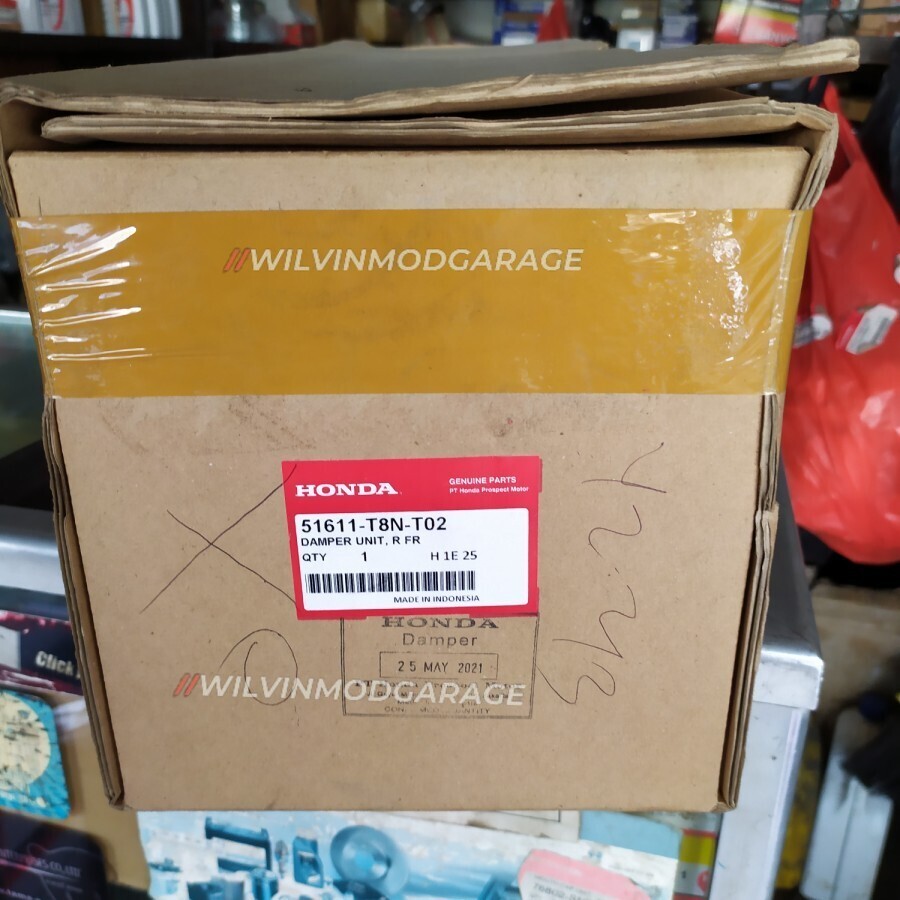 //WILVINMODGARAGE
HONDA
GENUINE PARTS
PT Honda Prospect Motor
51611-T8N-T02
DAMPER UNIT, R FR
QTY 1 H 1E 25
MADE IN INDONESIA
HONDA
Damper
25 MAY 2021
//WILVINMODGARAGE
Click